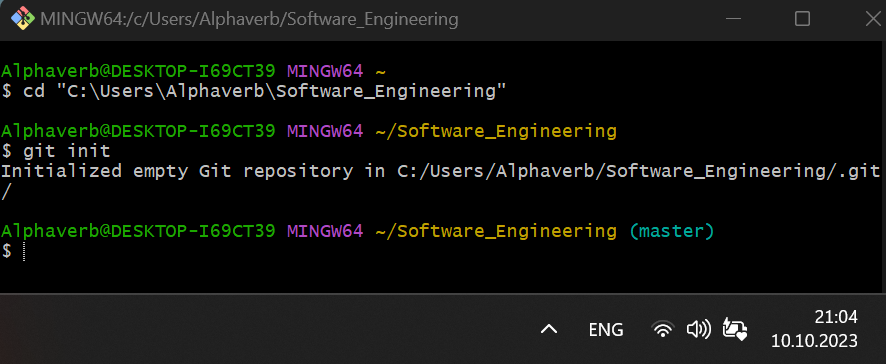 MINGW64:/c/Users/Alphaverb/Software_Engineering
Alphaverb@DESKTOP-I69CT39 MINGW64 ~
$ cd "C:\Users\Alphaverb\Software_Engineering"
Alphaverb@DESKTOP-I69CT39 MINGW64 ~/Software_Engineering
$ git init
Initialized empty Git repository in C:/Users/Alphaverb/Software_Engineering/.git
/
Alphaverb@DESKTOP-I69CT39 MINGW64 ~/Software_Engineering (master)
$
ENG
21:04
10.10.2023